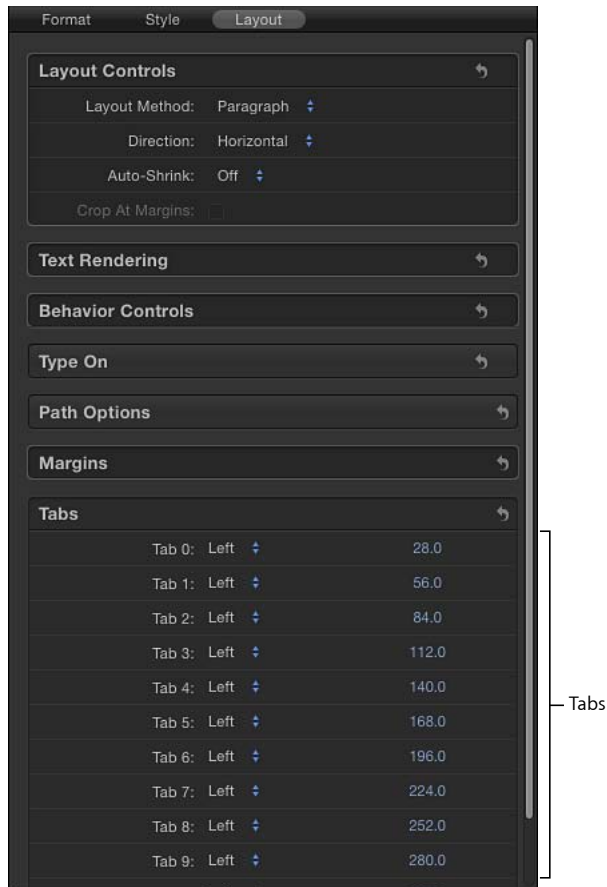 Format Style Layout
Layout Controls
Layout Method: Paragraph
Direction: Horizontal
Auto-Shrink: Off
Crop At Margins:
Text Rendering
Behavior Controls
Type On
Path Options
Margins
Tabs
Tab 0: Left 28.0
Tab 1: Left 56.0
Tab 2: Left 84.0
Tab 3: Left 112.0
Tab 4: Left 140.0
Tab 5: Left 168.0
Tab 6: Left 196.0
Tab 7: Left 224.0
Tab 8: Left 252.0
Tab 9: Left 280.0
Tabs